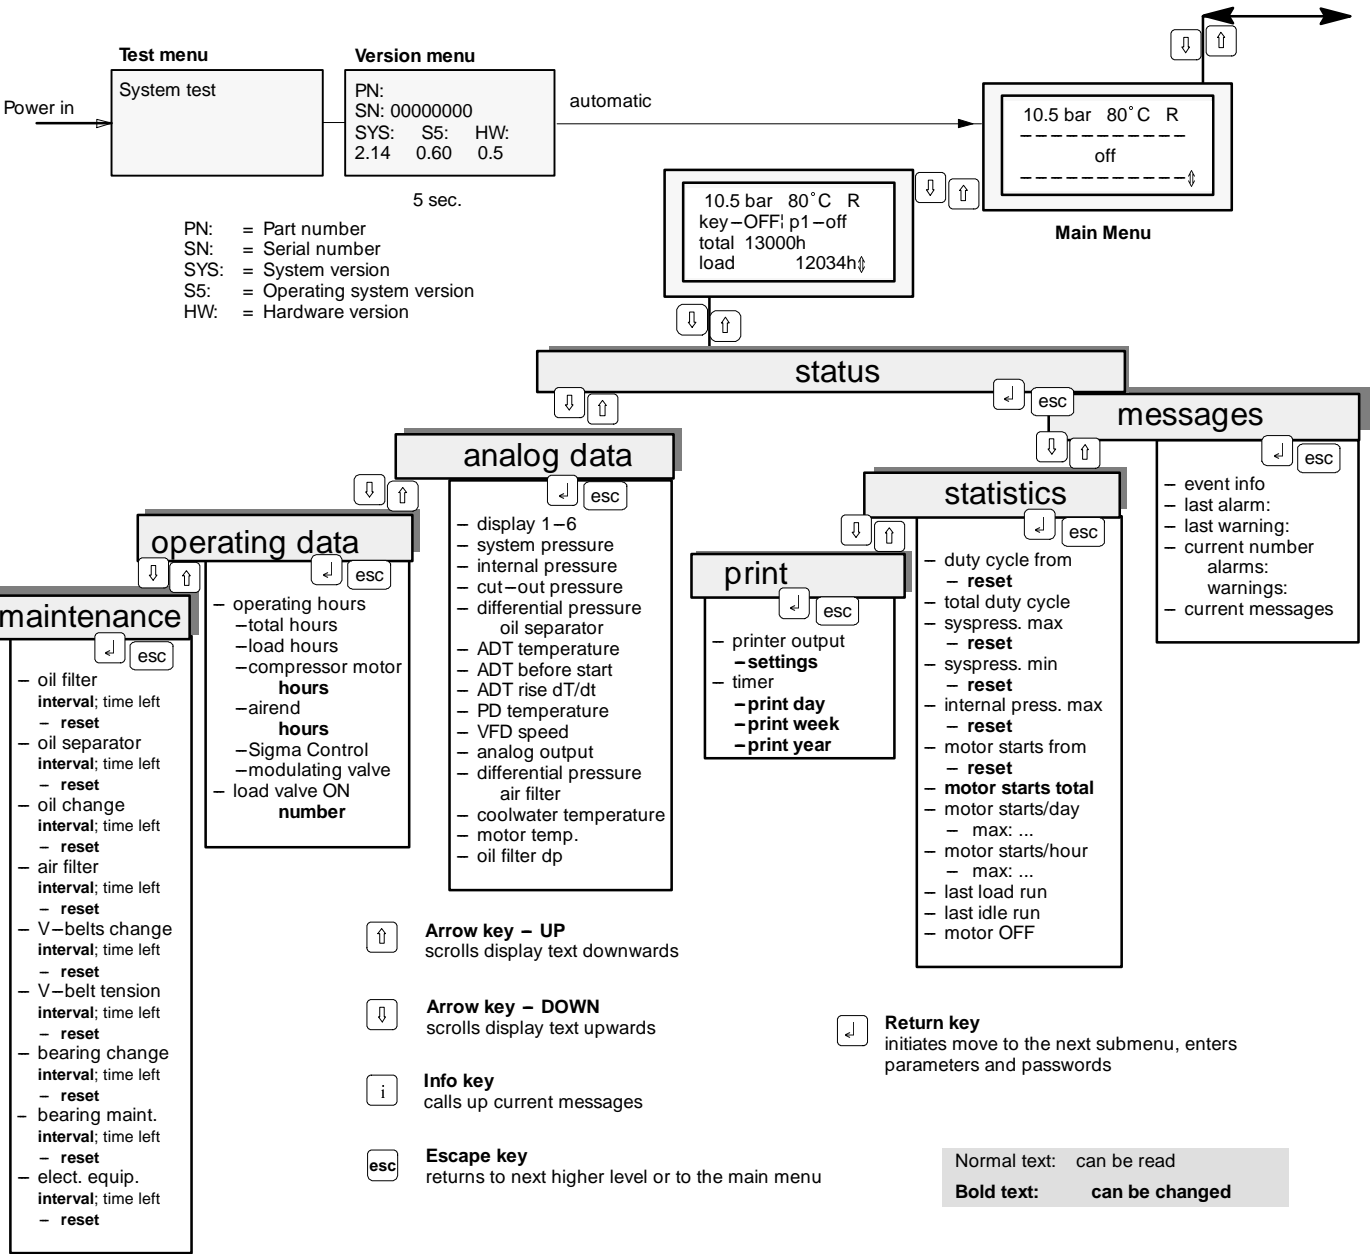 Test menu
System test
Power in
Version menu
PN:
SN: 00000000
SYS: S5: HW:
2.14 0.60 0.5
5 sec.
automatic
10.5 bar 80°C R
off
Main Menu
PN: = Part number
SN: = Serial number
SYS: = System version
S5: = Operating system version
HW: = Hardware version
10.5 bar 80°C R
key–OFF¦ p1–off
total 13000h
load 12034h
status
esc
messages
esc
– event info
– last alarm:
– last warning:
– current number
alarms:
warnings:
– current messages
analog data
esc
– display 1–6
– system pressure
– internal pressure
– cut–out pressure
– differential pressure
oil separator
– ADT temperature
– ADT before start
– ADT rise dT/dt
– PD temperature
– VFD speed
– analog output
– differential pressure
air filter
– coolwater temperature
– motor temp.
– oil filter dp
statistics
esc
– duty cycle from
– reset
– total duty cycle
– syspress. max
– reset
– syspress. min
– reset
– internal press. max
– reset
– motor starts from
– reset
– motor starts total
– motor starts/day
– max: ...
– motor starts/hour
– max: ...
– last load run
– last idle run
– motor OFF
operating data
esc
– operating hours
–total hours
–load hours
–compressor motor
hours
–airend
hours
–Sigma Control
–modulating valve
– load valve ON
number
print
esc
– printer output
–settings
– timer
–print day
–print week
–print year
maintenance
esc
– oil filter
interval; time left
– reset
– oil separator
interval; time left
– reset
– oil change
interval; time left
– reset
– air filter
interval; time left
– reset
– V–belts change
interval; time left
– reset
– V–belt tension
interval; time left
– reset
– bearing change
interval; time left
– reset
– bearing maint.
interval; time left
– reset
– elect. equip.
interval; time left
– reset
Arrow key – UP
scrolls display text downwards
Arrow key – DOWN
scrolls display text upwards
i
Info key
calls up current messages
esc
Escape key
returns to next higher level or to the main menu
Return key
initiates move to the next submenu, enters
parameters and passwords
Normal text: can be read
Bold text: can be changed